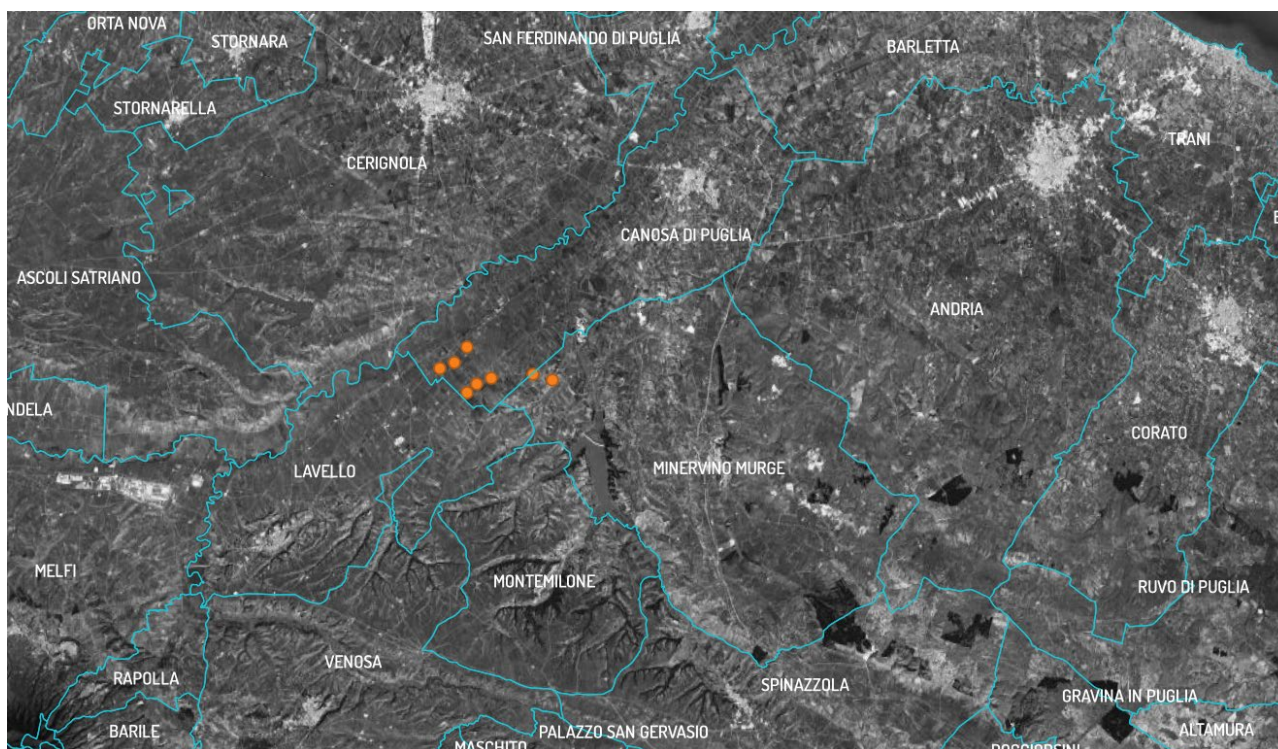 ORTA NOVA
STORNARA
SAN FERDINANDO DI PUGLIA
BARLETTA
STORNARELLA
TRANI
CERIGNOLA
CANOSA DI PUGLIA
ASCOLI SATRIANO
ANDRIA
NDELA
CORATO
LAVELLO
MINERVINO MURGE
MELFI
MONTEMILONE
RUVO DI PUGLIA
VENOSA
RAPOLLA
SPINAZZOLA
GRAVINA IN PUGLIA
BARILE
PALAZZO SAN GERVASIO
ALTAMURA
MASCHITO